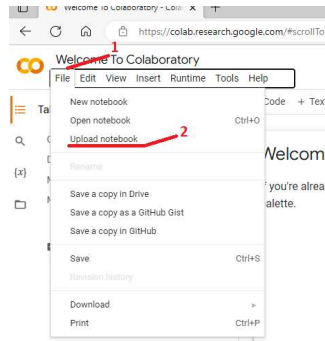 Welcome To Colaboratory - Cola
https://colab.research.google.com/#scrollTo
1
Welcome To Colaboratory
File Edit View Insert Runtime Tools Help
New notebook
Open notebook Ctrl+O
Upload notebook
2
Rename
Save a copy in Drive
Save a copy as a GitHub Gist
Save a copy in GitHub
Save Ctrl+S
Revision history
Download
Print Ctrl+P
Code + Tex
Ta
{x}
Welcom
f you're alrea
alette.